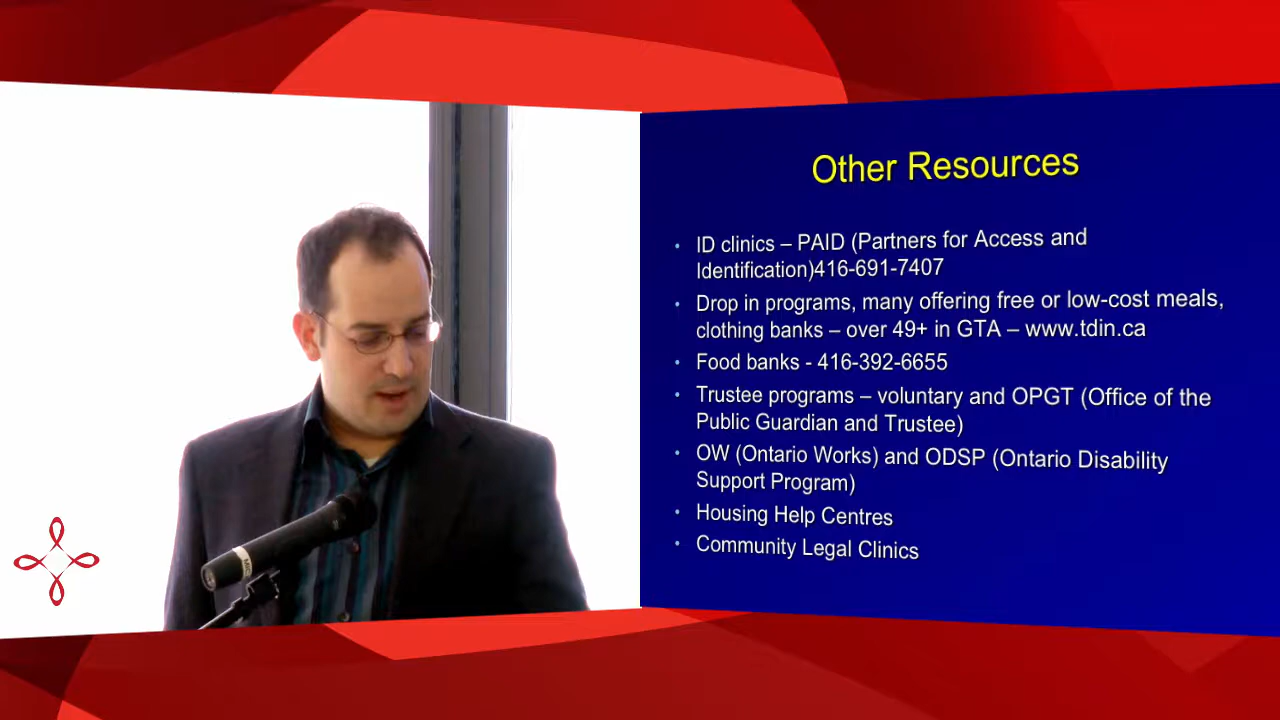 Other Resources
• ID clinics – PAID (Partners for Access and
Identification)416-691-7407
• Drop in programs, many offering free or low-cost meals,
clothing banks – over 49+ in GTA – www.tdin.ca
• Food banks - 416-392-6655
• Trustee programs – voluntary and OPGT (Office of the
Public Guardian and Trustee)
• OW (Ontario Works) and ODSP (Ontario Disability
Support Program)
• Housing Help Centres
• Community Legal Clinics